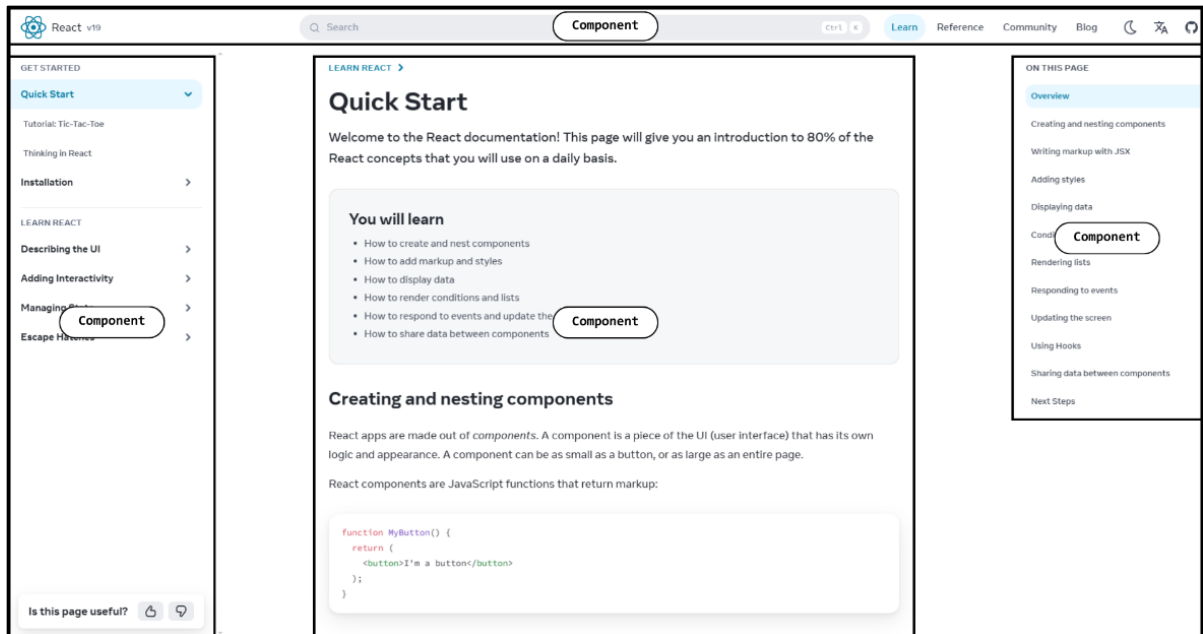 React v19
Search
Component
Ctrl K
Learn Reference Community Blog
GET STARTED
Quick Start
Tutorial: Tic-Tac-Toe
Thinking in React
Installation
LEARN REACT
Describing the UI
Adding Interactivity
Managing
Component
Escape
Is this page useful?
LEARN REACT
Quick Start
Welcome to the React documentation! This page will give you an introduction to 80% of the
React concepts that you will use on a daily basis.
You will learn
• How to create and nest components
• How to add markup and styles
• How to display data
• How to render conditions and lists
• How to respond to events and update the
Component
• How to share data between components
Creating and nesting components
React apps are made out of components. A component is a piece of the UI (user interface) that has its own
logic and appearance. A component can be as small as a button, or as large as an entire page.
React components are JavaScript functions that return markup:
function MyButton() {
return (
<button>I'm a button</button>
);
}
ON THIS PAGE
Overview
Creating and nesting components
Writing markup with JSX
Adding styles
Displaying data
Component
Rendering lists
Responding to events
Updating the screen
Using Hooks
Sharing data between components
Next Steps